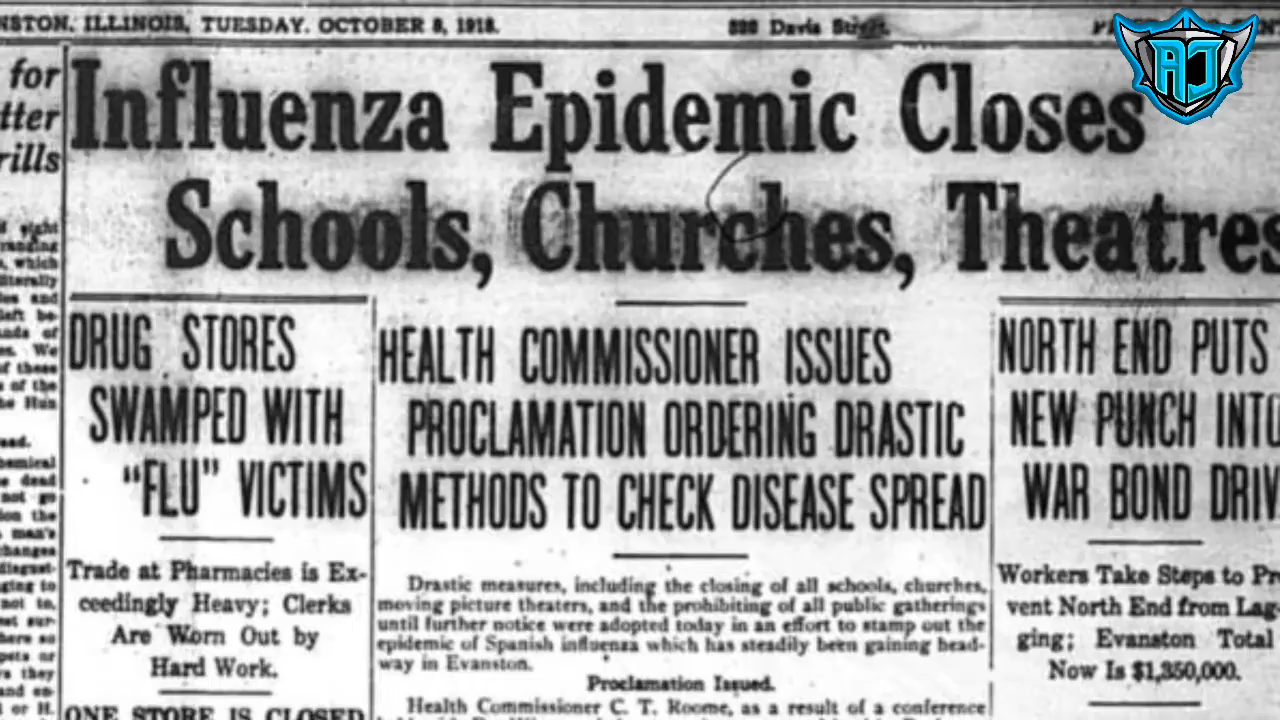 NSTON, ILLINOIS, TUESDAY, OCTOBER 8, 1918.
Davis Street.
AJ
for
tter
rills
Influenza Epidemic Closes
Schools, Churches, Theatres
DRUG STORES
SWAMPED WITH
"FLU" VICTIMS
Trade at Pharmacies is Ex-
ceedingly Heavy; Clerks
Are Worn Out by
Hard Work.
ONE STORE IS CLOSED
HEALTH COMMISSIONER ISSUES
PROCLAMATION ORDERING DRASTIC
METHODS TO CHECK DISEASE SPREAD
Drastic measures, including the closing of all schools, churches,
moving picture theaters, and the prohibiting of all public gatherings
until further notice were adopted today in an effort to stamp out the
epidemic of Spanish influenza which has steadily been gaining head-
way in Evanston.
Proclamation Issued.
Health Commissioner C. T. Roome, as a result of a conference
NORTH END PUTS
NEW PUNCH INTO
WAR BOND DRIV
Workers Take Steps to Pre
vent North End from Lag-
ging; Evanston Total
Now Is $1,350,000.